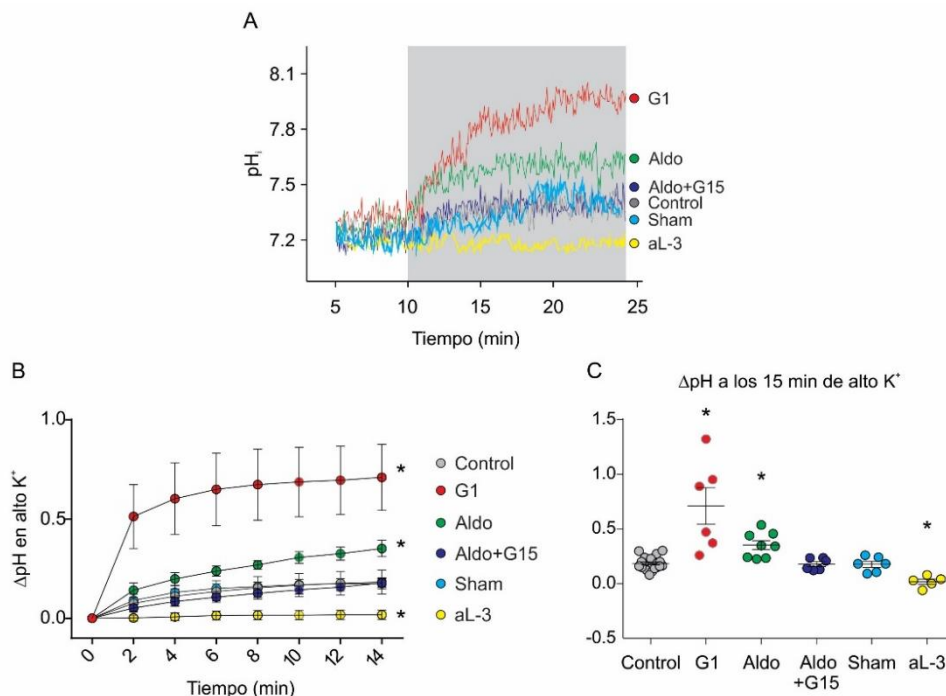 A
pHi
8.1
7.8
7.5
7.2
5
10
15
20
25
Tiempo (min)
G1
Aldo
Aldo+G15
Control
Sham
aL-3
B
ΔpH en alto K⁺
1.0
0.5
0.0
0
2
4
6
8
10
12
14
Tiempo (min)
*
*
*
Control
G1
Aldo
Aldo+G15
Sham
aL-3
C
ΔpH a los 15 min de alto K⁺
1.5
1.0
0.5
0.0
-0.5
*
*
*
Control
G1
Aldo
Aldo
+G15
Sham
aL-3